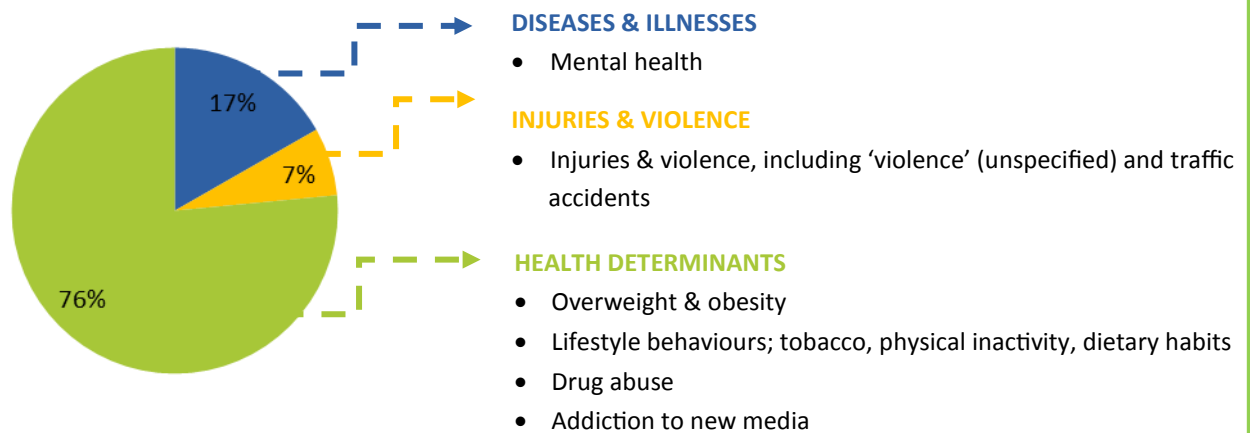 DISEASES & ILLNESSES
• Mental health
17%
INJURIES & VIOLENCE
• Injuries & violence, including ‘violence’ (unspecified) and traffic
accidents
7%
HEALTH DETERMINANTS
76%
• Overweight & obesity
• Lifestyle behaviours; tobacco, physical inactivity, dietary habits
• Drug abuse
• Addiction to new media